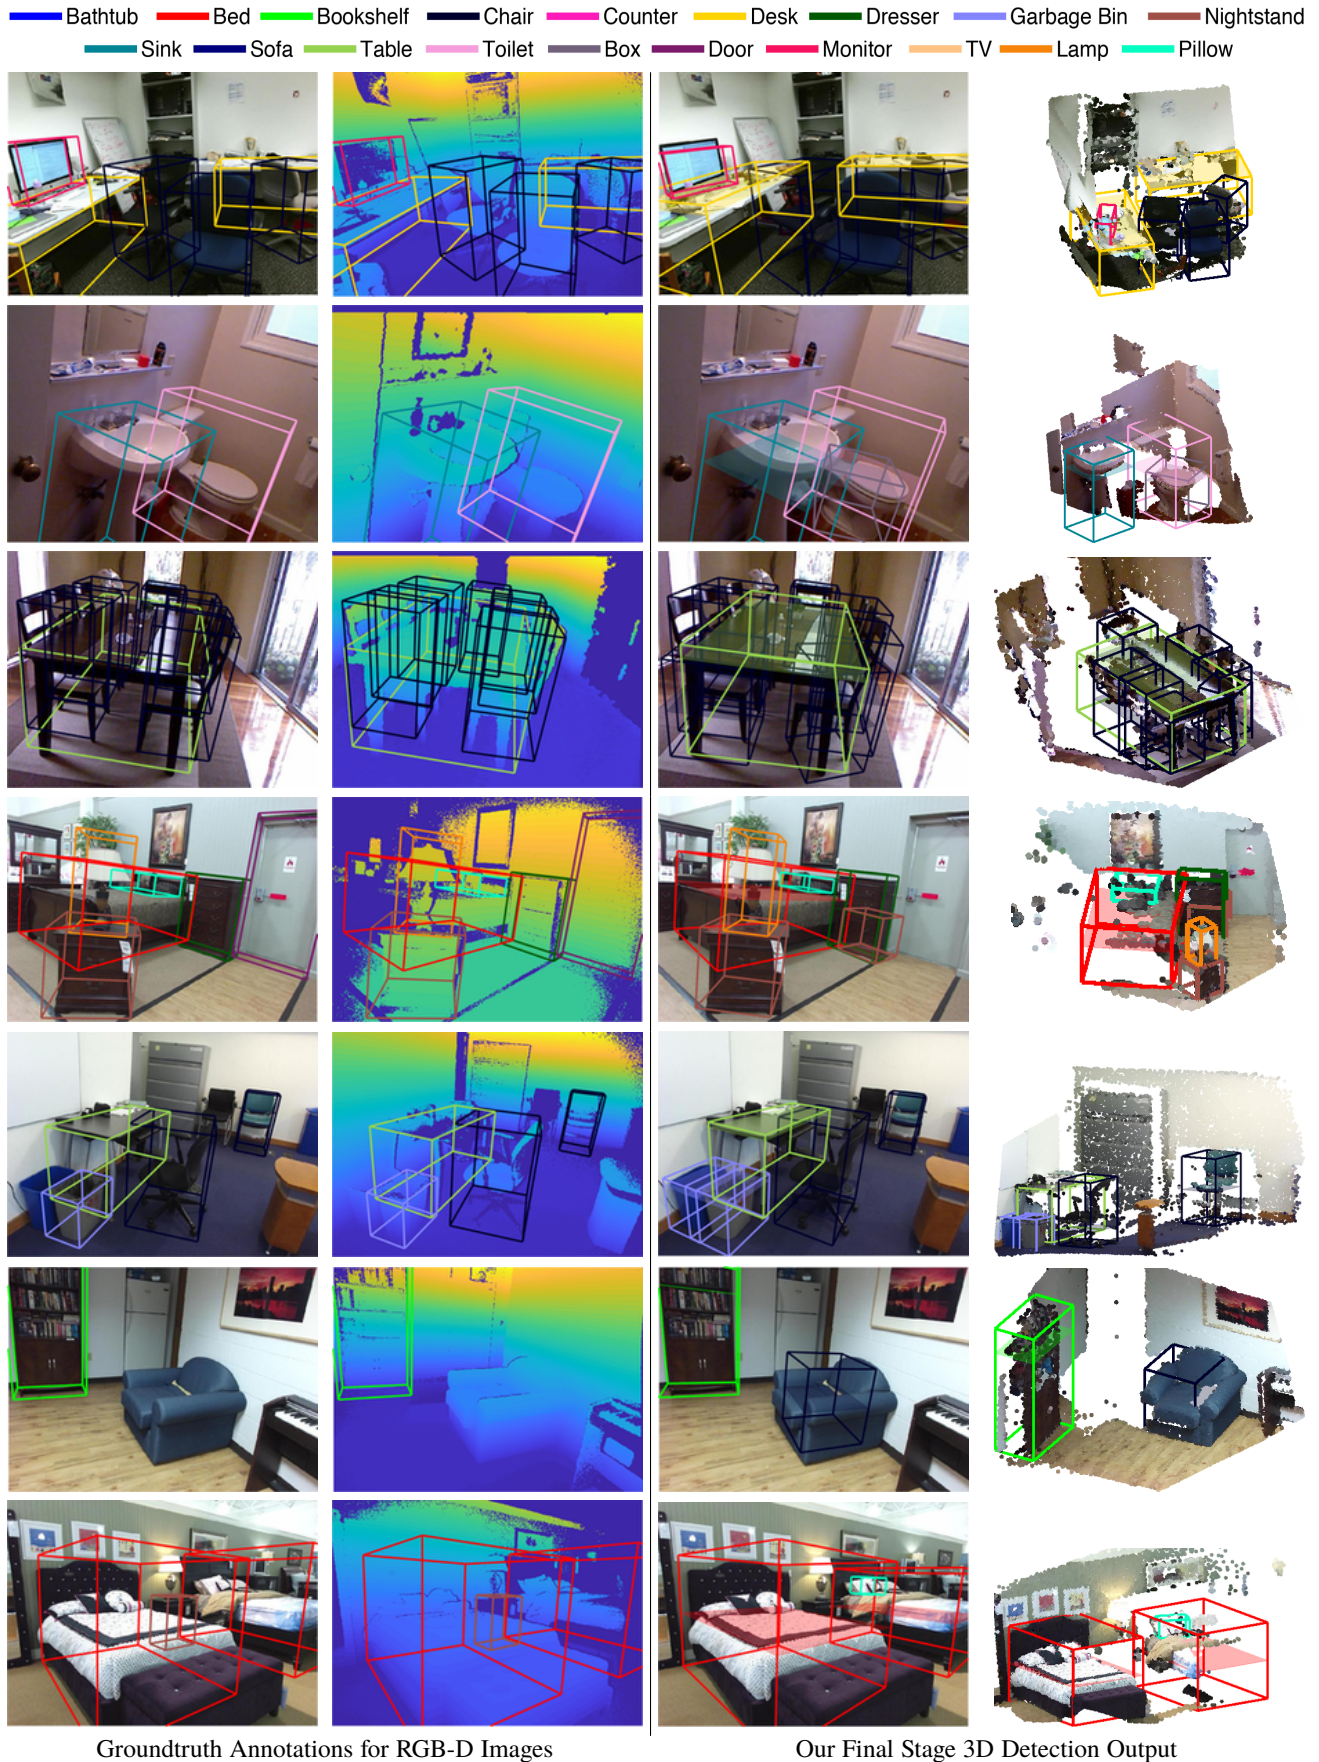 Bathtub Bed Bookshelf Chair Counter Desk Dresser Garbage Bin Nightstand
Sink Sofa Table Toilet Box Door Monitor TV Lamp Pillow
Groundtruth Annotations for RGB-D Images
Our Final Stage 3D Detection Output